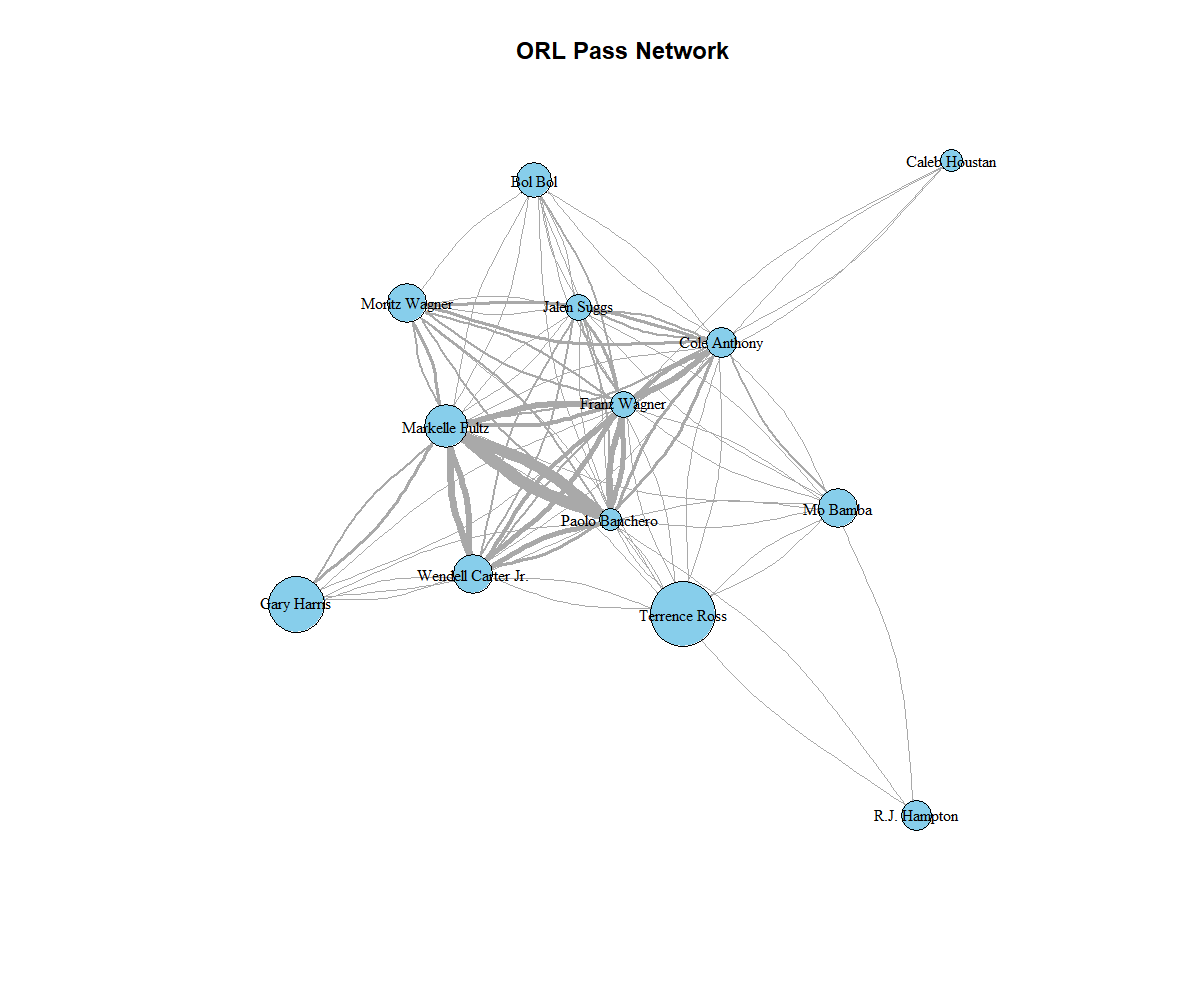 ORL Pass Network
Caleb Houstan
Bol Bol
Moritz Wagner
Jalen Suggs
Cole Anthony
Franz Wagner
Markelle Fultz
Mo Bamba
Paolo Banchero
Wendell Carter Jr.
Gary Harris
Terrence Ross
R.J. Hampton